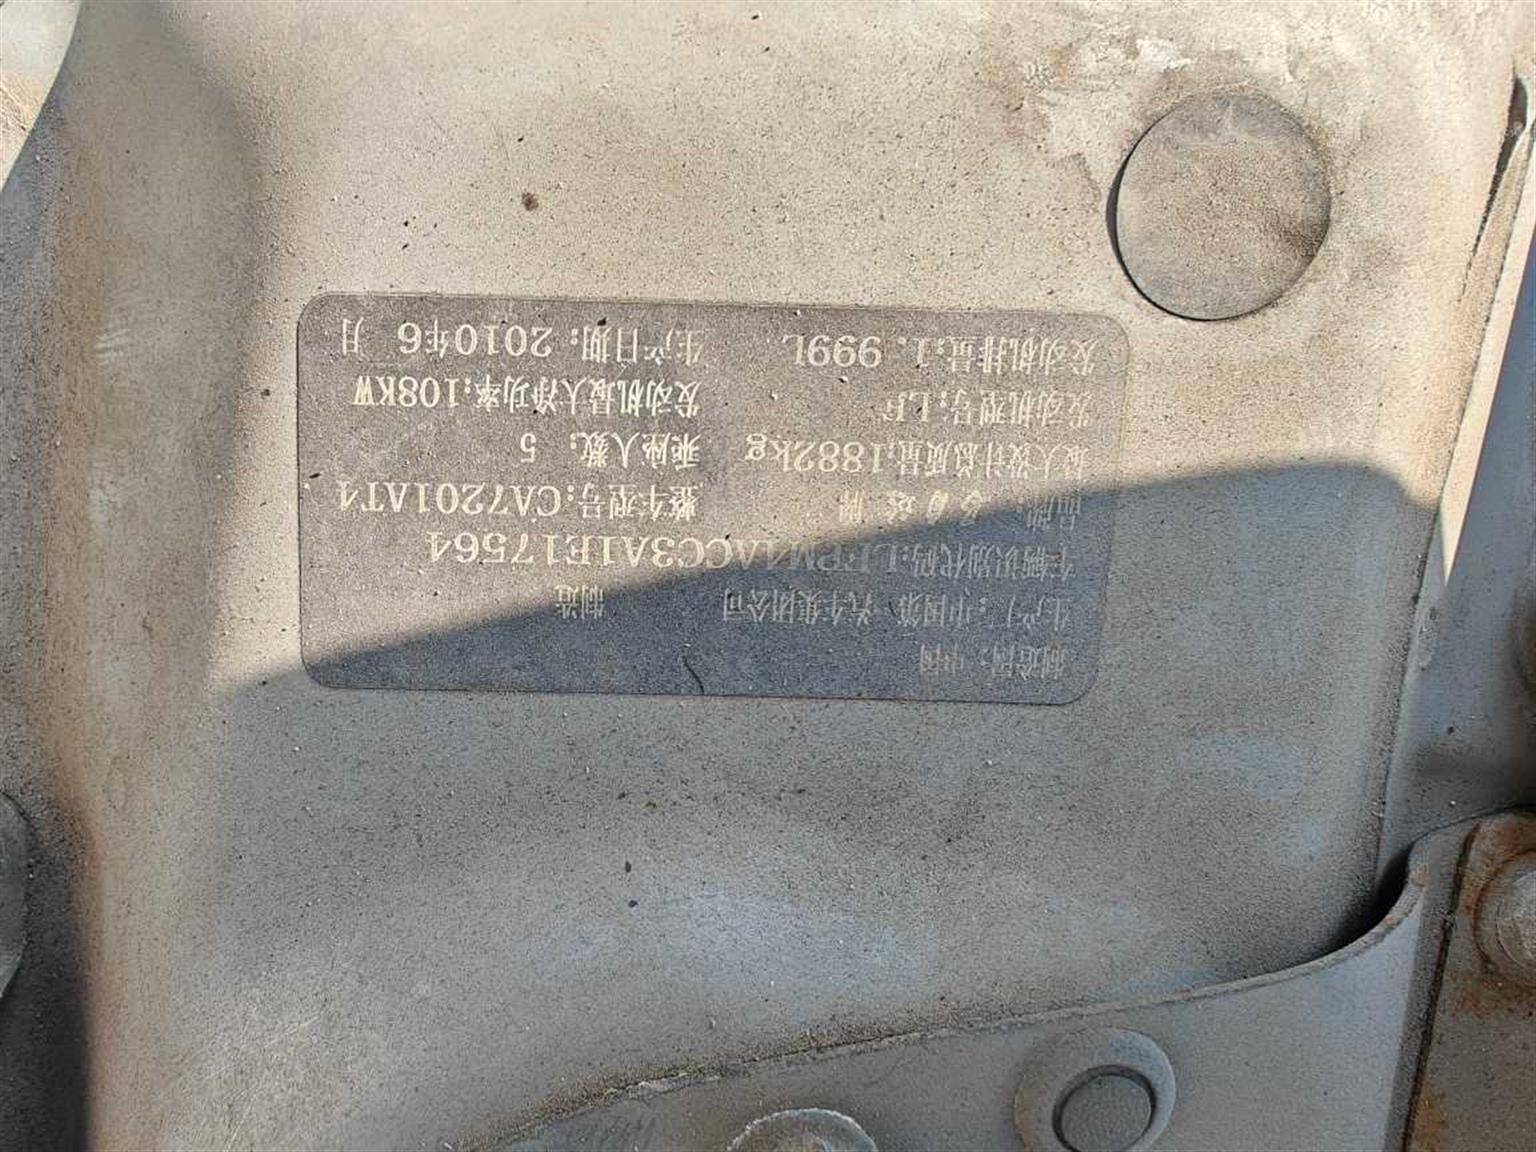 制造国：中国
生产厂：中国第一汽车集团公司 制造
车辆识别代码：LFPM4ACC3A1E17564
品牌： 牌 整车型号：CA7201AT4
最大设计总质量：1882kg 乘座人数： 5
发动机型号：LF 发动机最大净功率：108KW
发动机排量：1.999L 生产日期：2010年6 月